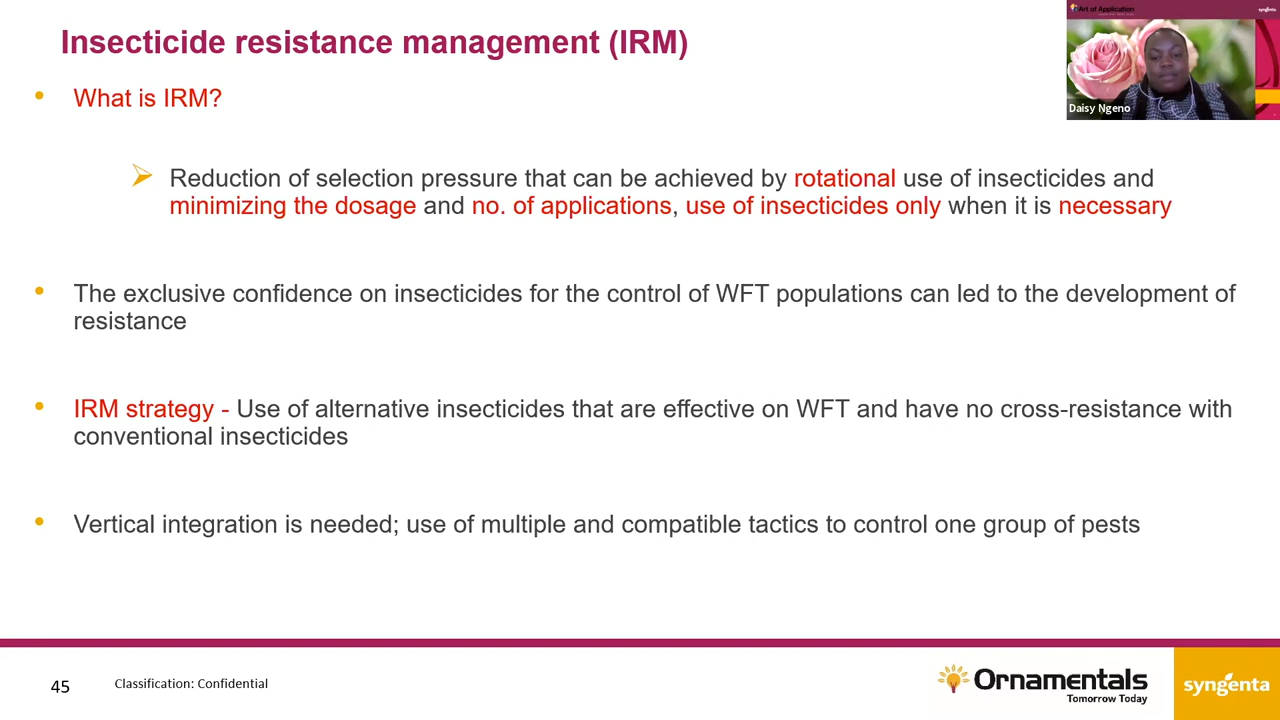 Insecticide resistance management (IRM)
Art of Application
syngenta
Daisy Ngeno
• What is IRM?
Reduction of selection pressure that can be achieved by rotational use of insecticides and
minimizing the dosage and no. of applications, use of insecticides only when it is necessary
• The exclusive confidence on insecticides for the control of WFT populations can led to the development of
resistance
• IRM strategy - Use of alternative insecticides that are effective on WFT and have no cross-resistance with
conventional insecticides
• Vertical integration is needed; use of multiple and compatible tactics to control one group of pests
45
Classification: Confidential
Ornamentals
Tomorrow Today
syngenta